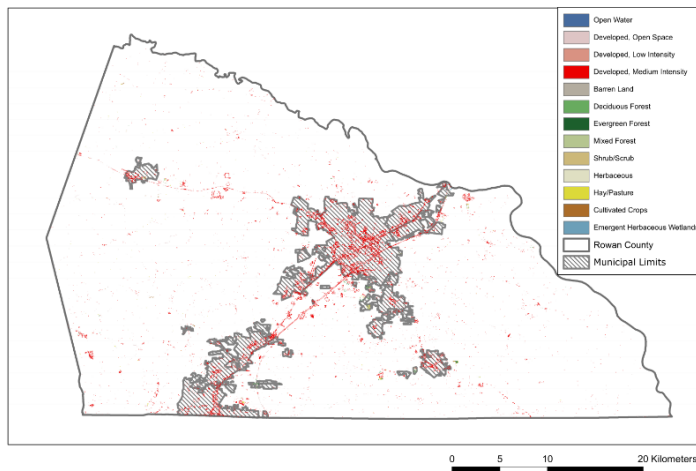 Open Water
Developed, Open Space
Developed, Low Intensity
Developed, Medium Intensity
Barren Land
Deciduous Forest
Evergreen Forest
Mixed Forest
Shrub/Scrub
Herbaceous
Hay/Pasture
Cultivated Crops
Emergent Herbaceous Wetlands
Rowan County
Municipal Limits
0 5 10 20 Kilometers